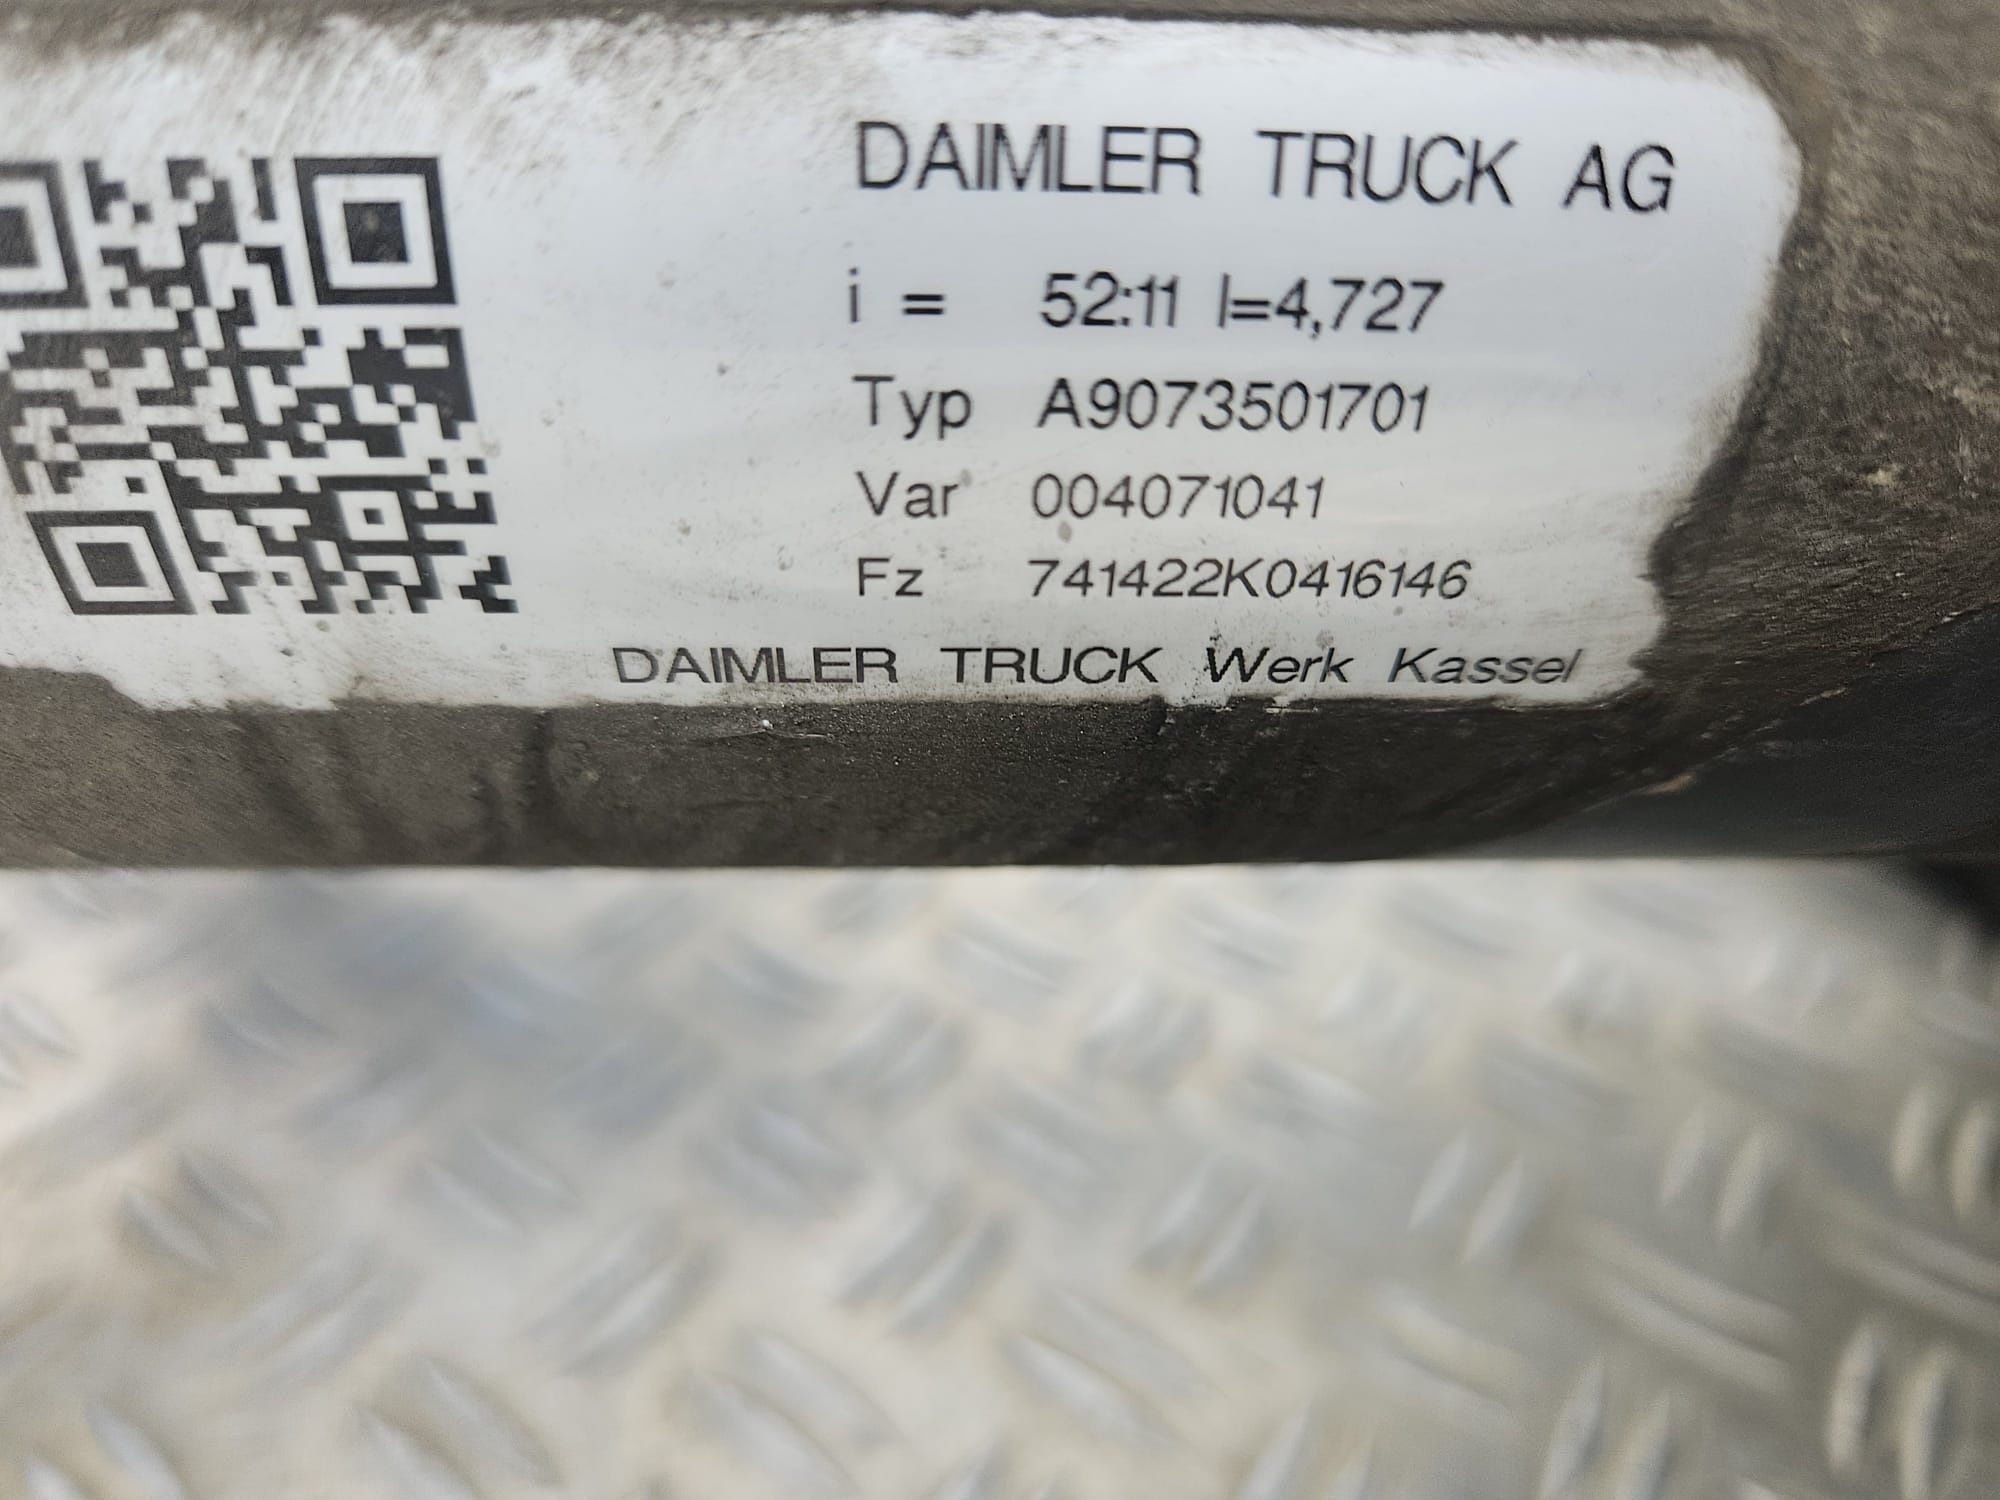 DAIMLER TRUCK AG
i = 52:11 I=4,727
Typ A9073501701
Var 004071041
Fz 741422K0416146
DAIMLER TRUCK Werk Kassel